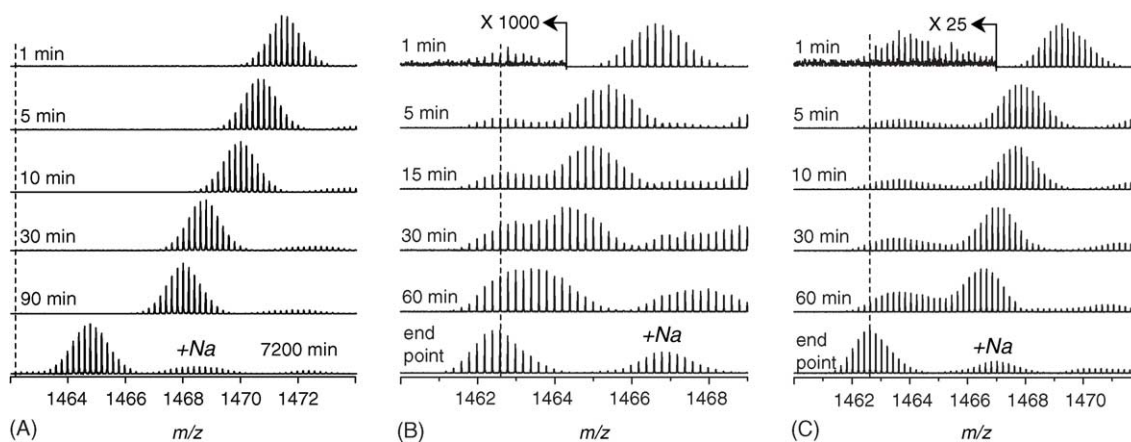 1 min
5 min
10 min
30 min
90 min
+Na 7200 min
1464 1466 1468 1470 1472
(A) m/z
X 1000
1 min
5 min
15 min
30 min
60 min
end
point
+Na
1462 1464 1466 1468
(B) m/z
X 25
1 min
5 min
10 min
30 min
60 min
end
point
+Na
1462 1464 1466 1468 1470
(C) m/z